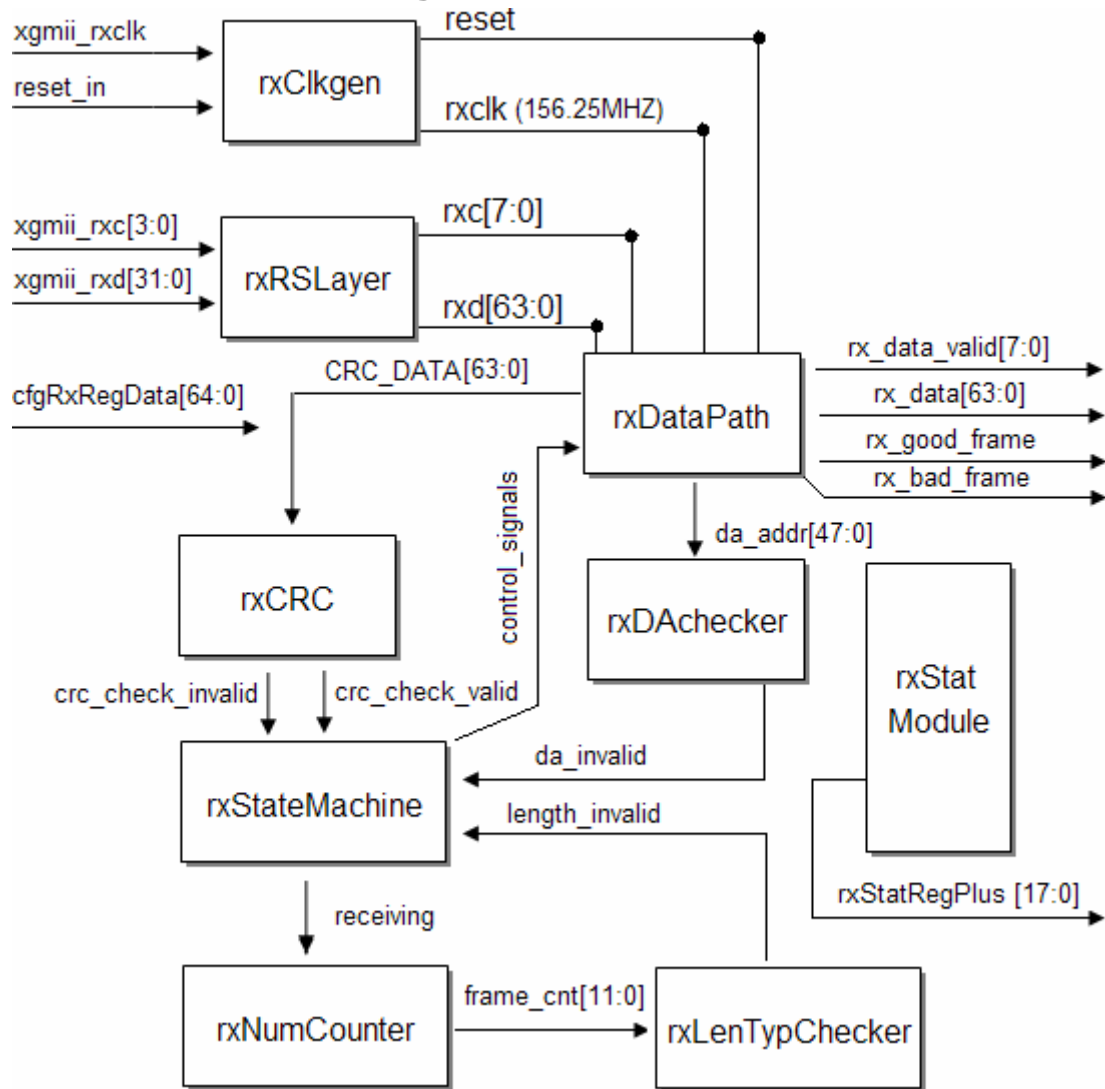 reset
xgmii_rxclk
rxClkgen
reset_in
rxclk (156.25MHZ)
xgmii_rxc[3:0]
rxc[7:0]
rxRSLayer
xgmii_rxd[31:0]
rxd[63:0]
rx_data_valid[7:0]
CRC_DATA[63:0]
cfgRxRegData[64:0]
rx_data[63:0]
rxDataPath
rx_good_frame
rx_bad_frame
control_signals
da_addr[47:0]
rxCRC
rxDAchecker
rxStat
Module
crc_check_invalid
crc_check_valid
da_invalid
rxStateMachine
length_invalid
rxStatRegPlus [17:0]
receiving
frame_cnt[11:0]
rxNumCounter
rxLenTypChecker